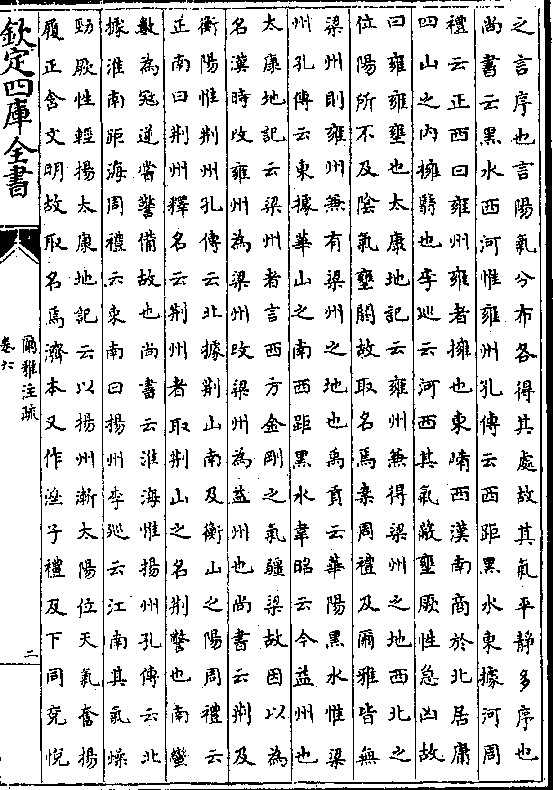 之言序也言陽氣分布各得其處故其氣平靜多序也
尚書云黑水西河惟雍州孔傳云西距黑水東據河周
禮云正西曰雍州雍者擁也東崤西漢南商於北居庸
四山之內擁翳也李巡云河西其氣蔽壅厥性急凶故
曰雍雍壅也太康地記云雍州兼得梁州之地西北之
位陽所不及陰氣壅閼故取名焉案周禮及爾雅皆無
梁州則雍州兼有梁州之地也禹貢云華陽黑水惟梁
州孔傳云東據華山之南西距黑水韋昭云今益州也
太康地記云梁州者言西方金剛之氣疆梁故因以為
名漢時改雍州為梁州改梁州為益州也尚書云荆及
衡陽惟荆州孔傳云北據荆山南及衡山之陽周禮云
正南曰荆州釋名云荆州者取荆山之名荆警也南蠻
數為宼逆當警備故也尚書云淮海惟揚州孔傳云北
據淮南距海周禮云東南曰揚州李巡云江南其氣燥
勁厥性輕揚太康地記云以揚州漸太陽位天氣奮揚
履正含文明故取名焉濟本又作泲子禮及下同兗悅
欽定四庫全書
爾雅注疏
卷六
二